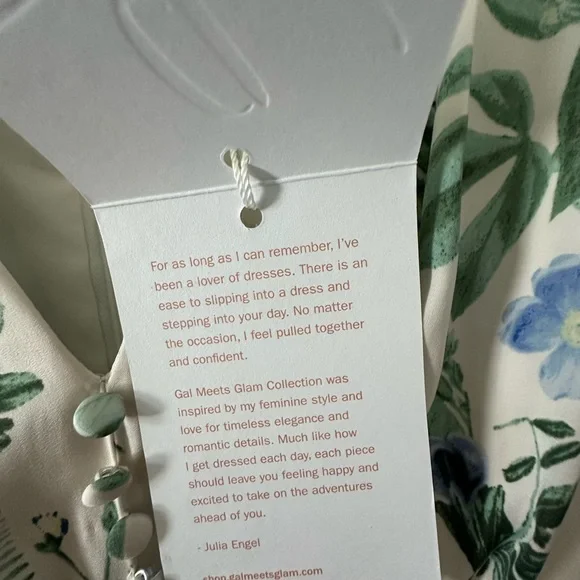 For as long as I can remember, I've
been a lover of dresses. There is an
ease to slipping into a dress and
stepping into your day. No matter
the occasion, I feel pulled together
and confident.
Gal Meets Glam Collection was
inspired by my feminine style and
love for timeless elegance and
romantic details. Much like how
I get dressed each day, each piece
should leave you feeling happy and
excited to take on the adventures
ahead of you.
- Julia Engel
shop.galmeetsglam.com